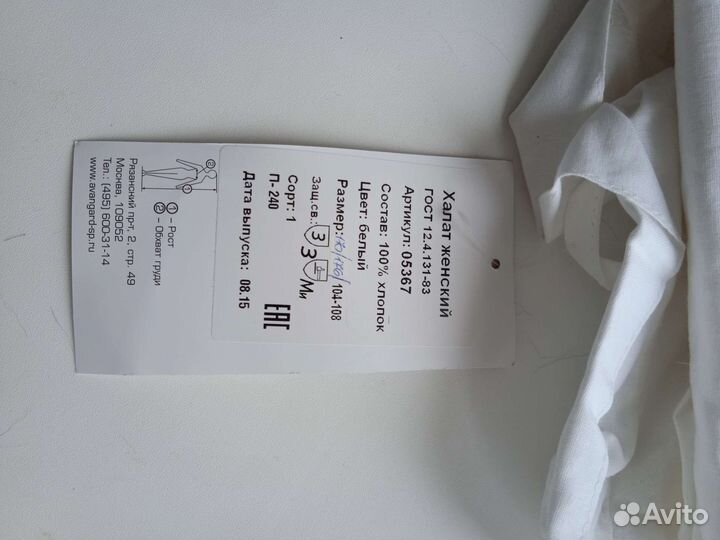 Халат женский
ГОСТ 12.4.131-83
Артикул: 05367
Состав: 100% хлопок
Цвет: белый
Размер: /104-108
Защ.св.: З З Ми
Сорт: 1
П- 240
Дата выпуска: 08.15
ЕАС
① – Рост
② – Обхват груди
Рязанский пр-т, 2, стр. 49
Москва, 109052
Тел.: (495) 600-31-14
www.avangard-sp.ru
Avito